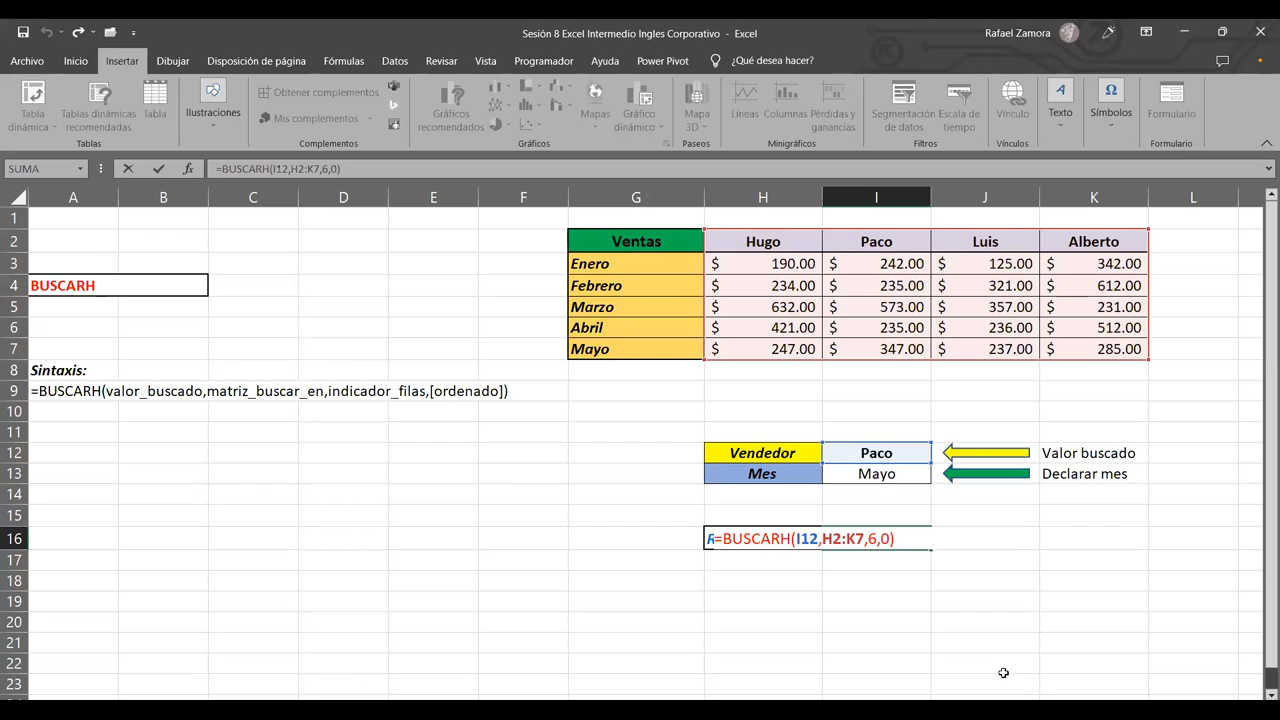 Sesión 8 Excel Intermedio Ingles Corporativo - Excel
Rafael Zamora
Archivo Inicio Insertar Dibujar Disposición de página Fórmulas Datos Revisar Vista Programador Ayuda Power Pivot ¿Qué desea hacer?
Tabla dinámica
Tablas dinámicas recomendadas
Tabla
Ilustraciones
Obtener complementos
Mis complementos
Gráficos recomendados
Mapas
Gráfico dinámico
Mapa 3D
Líneas
Columnas
Pérdidas y ganancias
Segmentación de datos
Escala de tiempo
Vínculo
Texto
Símbolos
Formulario
Tablas Complementos Gráficos Paseos Minigráficos Filtros Vínculos Formulario
SUMA fx =BUSCARH(I12,H2:K7,6,0)
A B C D E F G H I J K L
1
2 Ventas Hugo Paco Luis Alberto
3 Enero $ 190.00 $ 242.00 $ 125.00 $ 342.00
4 BUSCARH Febrero $ 234.00 $ 235.00 $ 321.00 $ 612.00
5 Marzo $ 632.00 $ 573.00 $ 357.00 $ 231.00
6 Abril $ 421.00 $ 235.00 $ 236.00 $ 512.00
7 Mayo $ 247.00 $ 347.00 $ 237.00 $ 285.00
8 Sintaxis:
9 =BUSCARH(valor_buscado,matriz_buscar_en,indicador_filas,[ordenado])
10
11
12 Vendedor Paco Valor buscado
13 Mes Mayo Declarar mes
14
15
16 =BUSCARH(I12,H2:K7,6,0)
17
18
19
20
21
22
23